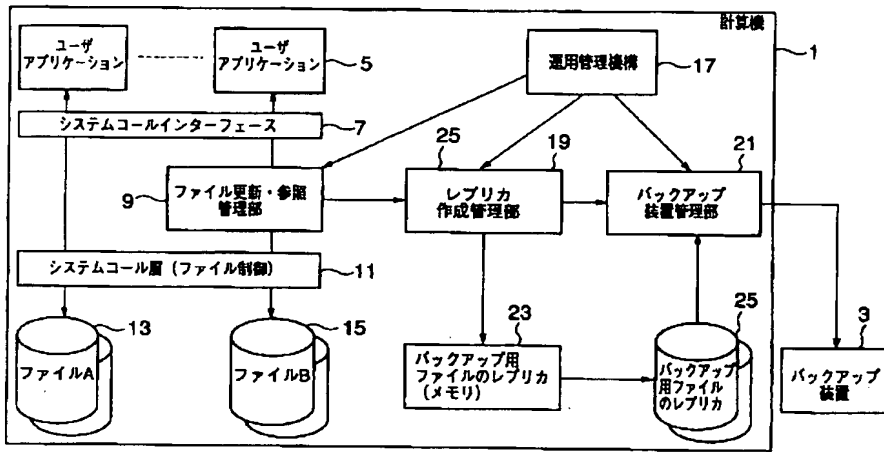 計算機
1
ユーザ
アプリケーション
ユーザ
アプリケーション
5
運用管理機構
17
システムコールインターフェース
7
25
19
21
9
ファイル更新・参照
管理部
レプリカ
作成管理部
バックアップ
装置管理部
システムコール層(ファイル制御)
11
13
ファイルA
15
ファイルB
23
バックアップ用
ファイルのレプリカ
(メモリ)
25
バックアップ
用ファイル
のレプリカ
3
バックアップ
装置